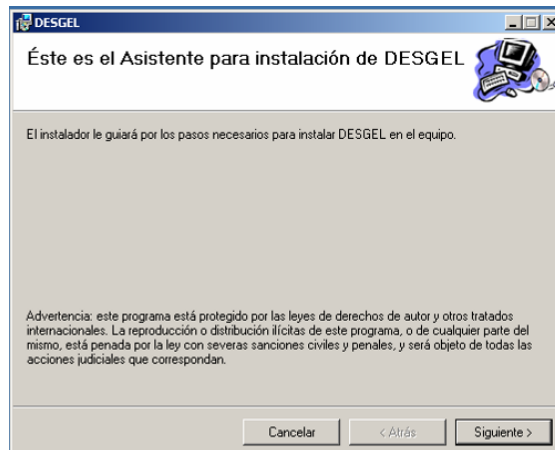 DESGEL
Éste es el Asistente para instalación de DESGEL
El instalador le guiará por los pasos necesarios para instalar DESGEL en el equipo.
Advertencia: este programa está protegido por las leyes de derechos de autor y otros tratados
internacionales. La reproducción o distribución ilícitas de este programa, o de cualquier parte del
mismo, está penada por la ley con severas sanciones civiles y penales, y será objeto de todas las
acciones judiciales que correspondan.
Cancelar < Atrás Siguiente >